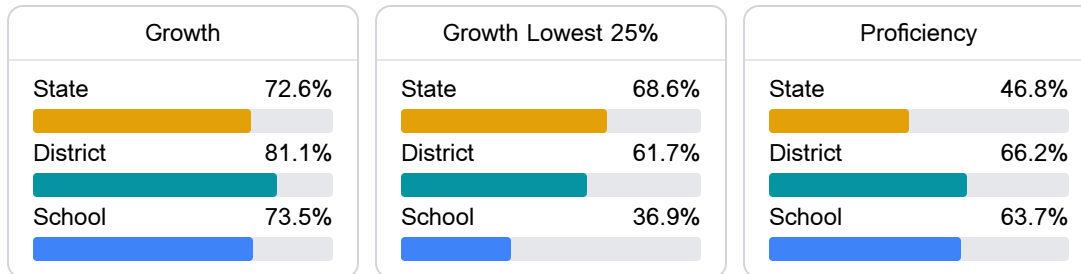 Growth
State 72.6%
District 81.1%
School 73.5%
Growth Lowest 25%
State 68.6%
District 61.7%
School 36.9%
Proficiency
State 46.8%
District 66.2%
School 63.7%